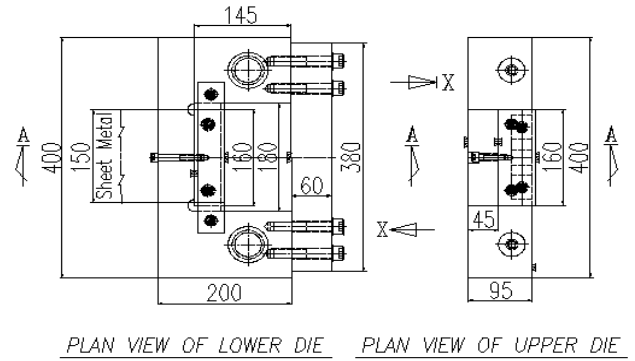 145
X
A
400
150
Sheet Metal
160
180
60
380
X
200
A
A
45
95
160
400
A
PLAN VIEW OF LOWER DIE
PLAN VIEW OF UPPER DIE